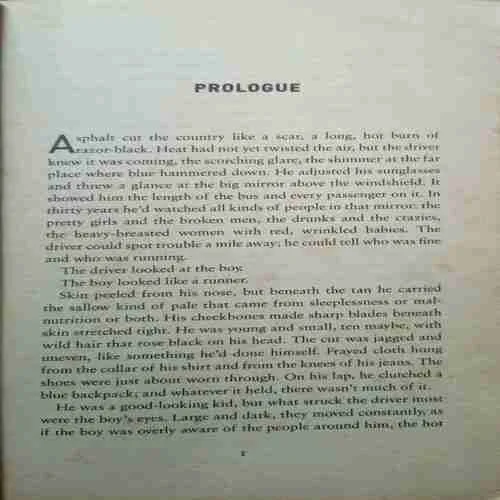 PROLOGUE
Asphalt cut the country like a scar, a long, hot burn of
razor-black. Heat had not yet twisted the air, but the driver
knew it was coming, the scorching glare, the shimmer at the far
place where blue hammered down. He adjusted his sunglasses
and threw a glance at the big mirror above the windshield. It
showed him the length of the bus and every passenger on it. In
thirty years he'd watched all kinds of people in that mirror: the
pretty girls and the broken men, the drunks and the crazies,
the heavy-breasted women with red, wrinkled babies. The
driver could spot trouble a mile away; he could tell who was fine
and who was running.
The driver looked at the boy.
The boy looked like a runner.
Skin peeled from his nose, but beneath the tan he carried
the sallow kind of pale that came from sleeplessness or mal-
nutrition or both. His cheekbones made sharp blades beneath
skin stretched tight. He was young and small, ten maybe, with
wild hair that rose black on his head. The cut was jagged and
uneven, like something he'd done himself. Frayed cloth hung
from the collar of his shirt and from the knees of his jeans. The
shoes were just about worn through. On his lap, he clutched a
blue backpack; and whatever it held, there wasn't much of it.
He was a good-looking kid, but what struck the driver most
were the boy's eyes. Large and dark, they moved constantly, as
if the boy was overly aware of the people around him, the hot
1